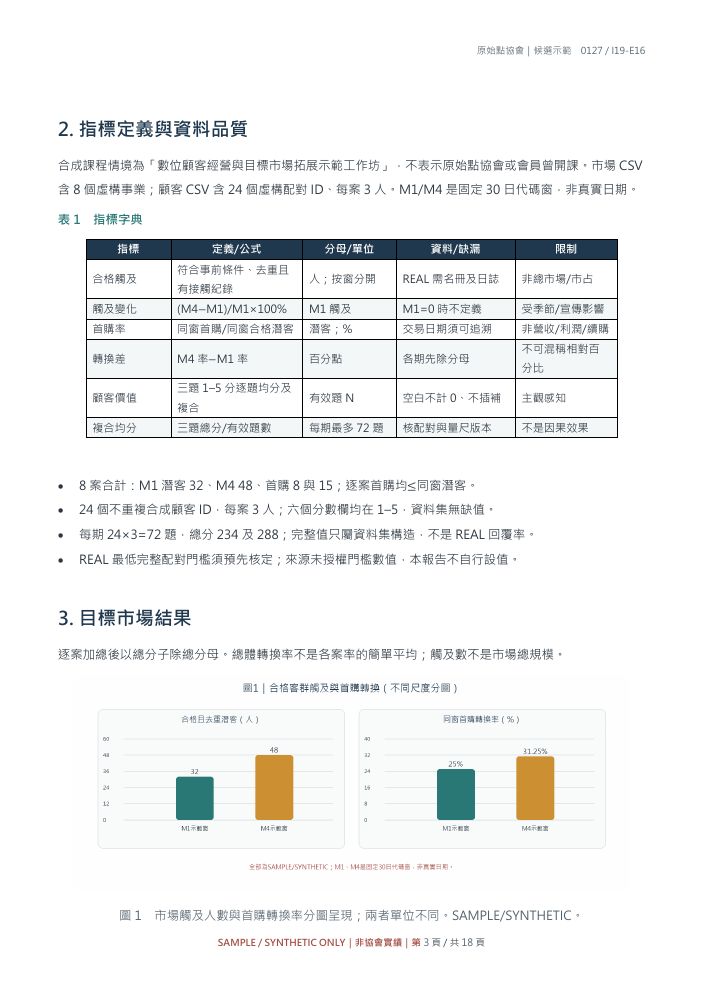 原始點協會｜候選示範　0127 / I19-E16
2. 指標定義與資料品質
合成課程情境為「數位顧客經營與目標市場拓展示範工作坊」，不表示原始點協會或會員曾開課。市場 CSV
含 8 個虛構事業；顧客 CSV 含 24 個虛構配對 ID、每案 3 人。M1/M4 是固定 30 日代碼窗，非真實日期。
表 1　指標字典
指標　定義/公式　分母/單位　資料/缺漏　限制
合格觸及　符合事前條件、去重且　人；按窗分開　REAL 需名冊及日誌　非總市場/市占
有接觸紀錄
觸及變化　(M4−M1)/M1×100%　M1 觸及　M1=0 時不定義　受季節/宣傳影響
首購率　同窗首購/同窗合格潛客　潛客；%　交易日期須可追溯　非營收/利潤/續購
轉換差　M4 率−M1 率　百分點　各期先除分母　不可混稱相對百
分比
顧客價值　三題 1–5 分逐題均分及　有效題 N　空白不計 0、不插補　主觀感知
複合
複合均分　三題總分/有效題數　每期最多 72 題　核配對與量尺版本　不是因果效果
• 8 案合計：M1 潛客 32、M4 48、首購 8 與 15；逐案首購均≤同窗潛客。
• 24 個不重複合成顧客 ID，每案 3 人；六個分數欄均在 1–5，資料集無缺值。
• 每期 24×3=72 題，總分 234 及 288；完整值只屬資料集構造，不是 REAL 回覆率。
• REAL 最低完整配對門檻須預先核定；來源未授權門檻數值，本報告不自行設值。
3. 目標市場結果
逐案加總後以總分子除總分母。總體轉換率不是各案率的簡單平均；觸及數不是市場總規模。
圖1｜合格客群觸及與首購轉換（不同尺度分圖）
合格且去重潛客（人）
60
48
36
24
12
0
32
48
M1示範窗
M4示範窗
同窗首購轉換率（%）
40
32
24
16
8
0
25%
31.25%
M1示範窗
M4示範窗
全部為SAMPLE/SYNTHETIC；M1、M4是固定30日代碼窗，非真實日期。
圖 1　市場觸及人數與首購轉換率分圖呈現；兩者單位不同。SAMPLE/SYNTHETIC。
SAMPLE / SYNTHETIC ONLY｜非協會實績｜第 3 頁 / 共 18 頁